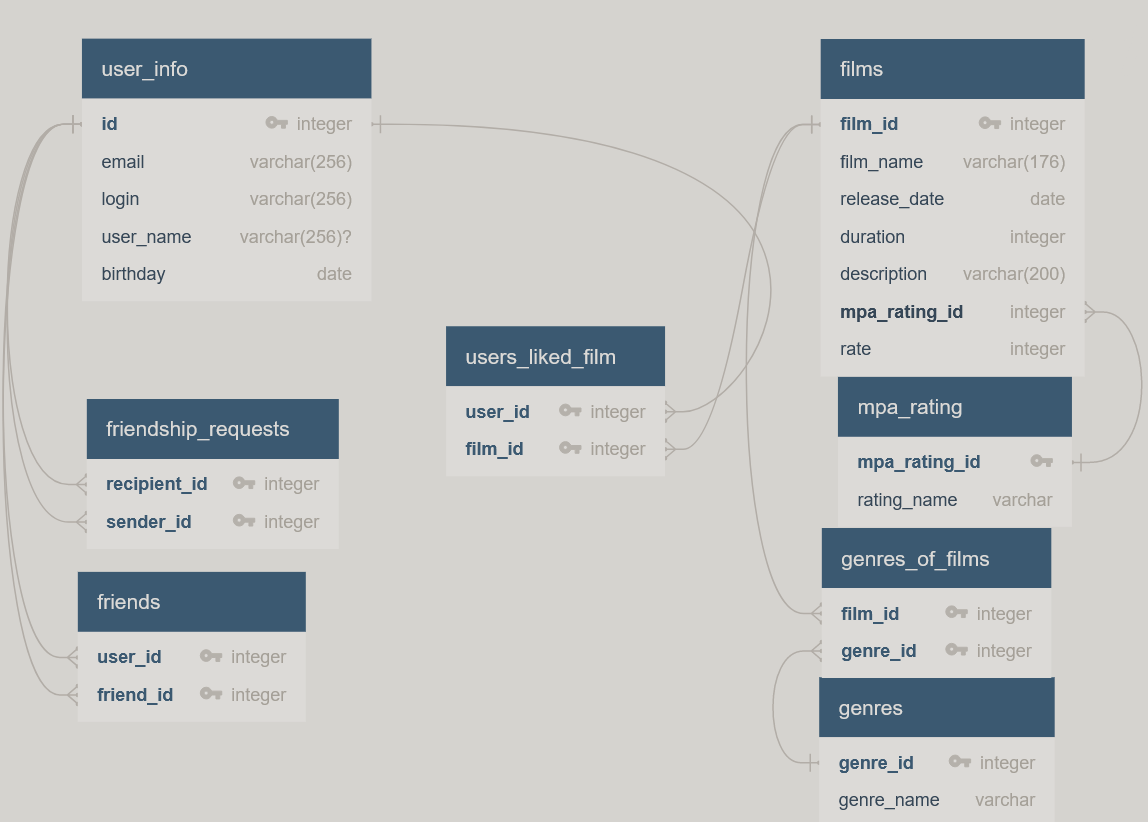 user_info
id integer
email varchar(256)
login varchar(256)
user_name varchar(256)?
birthday date
friendship_requests
recipient_id integer
sender_id integer
friends
user_id integer
friend_id integer
users_liked_film
user_id integer
film_id integer
films
film_id integer
film_name varchar(176)
release_date date
duration integer
description varchar(200)
mpa_rating_id integer
rate integer
mpa_rating
mpa_rating_id
rating_name varchar
genres_of_films
film_id integer
genre_id integer
genres
genre_id integer
genre_name varchar